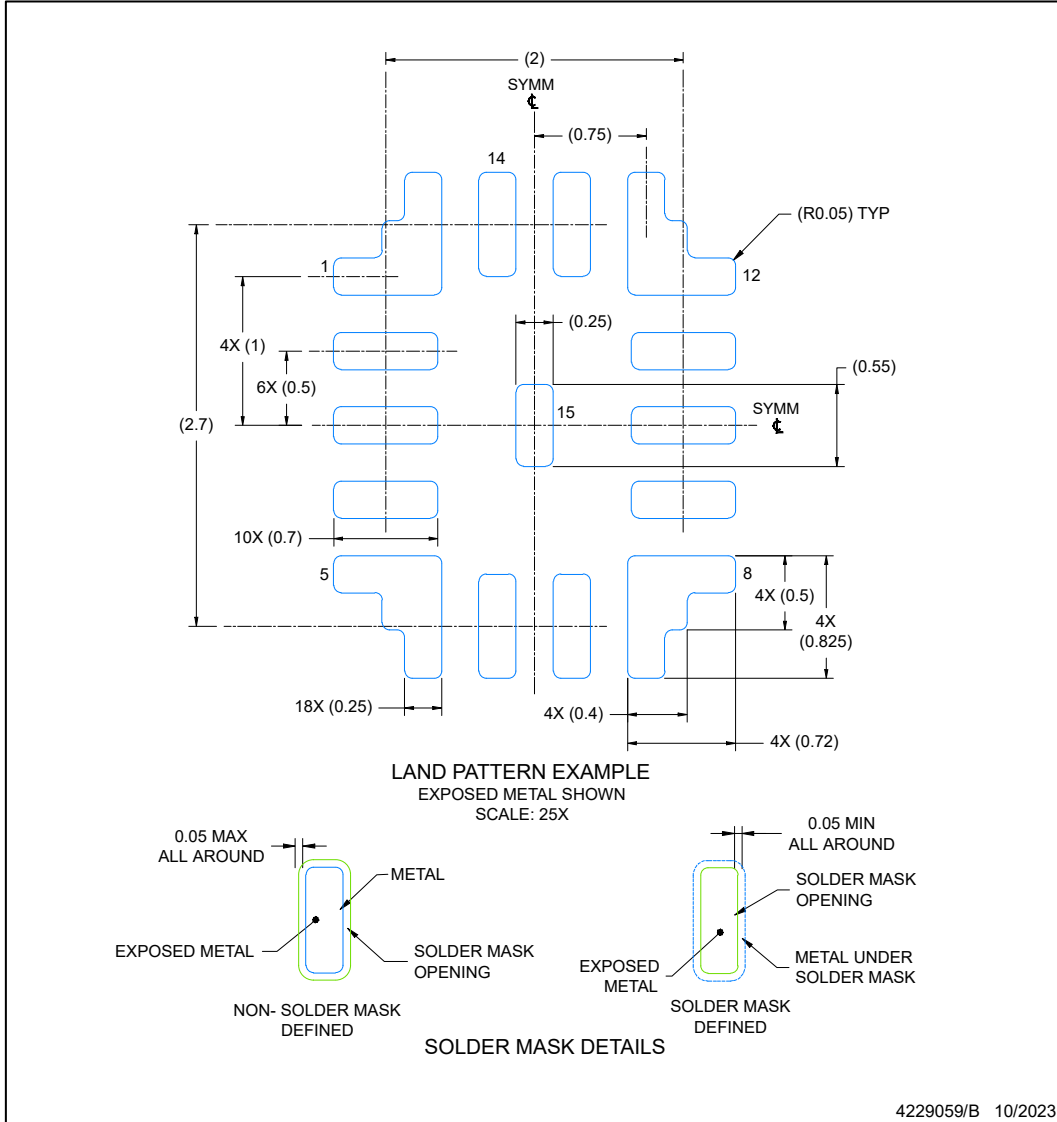 (2)
SYMM
℄
(0.75)
14
(R0.05) TYP
1
12
(0.25)
4X (1)
(0.55)
6X (0.5)
15
SYMM
℄
(2.7)
10X (0.7)
5
8
4X (0.5)
4X
(0.825)
18X (0.25)
4X (0.4)
4X (0.72)
LAND PATTERN EXAMPLE
EXPOSED METAL SHOWN
SCALE: 25X
0.05 MAX
ALL AROUND
METAL
EXPOSED METAL
SOLDER MASK
OPENING
NON- SOLDER MASK
DEFINED
0.05 MIN
ALL AROUND
SOLDER MASK
OPENING
EXPOSED
METAL
METAL UNDER
SOLDER MASK
SOLDER MASK
DEFINED
SOLDER MASK DETAILS
4229059/B 10/2023